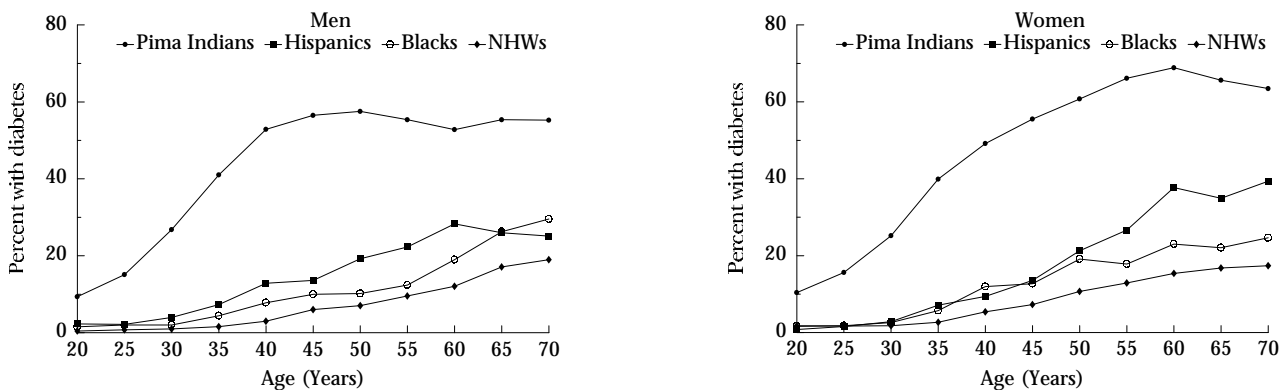 Men
Pima Indians Hispanics Blacks NHWs
Percent with diabetes
80
60
40
20
0
20 25 30 35 40 45 50 55 60 65 70
Age (Years)
Women
Pima Indians Hispanics Blacks NHWs
Percent with diabetes
80
60
40
20
0
20 25 30 35 40 45 50 55 60 65 70
Age (Years)